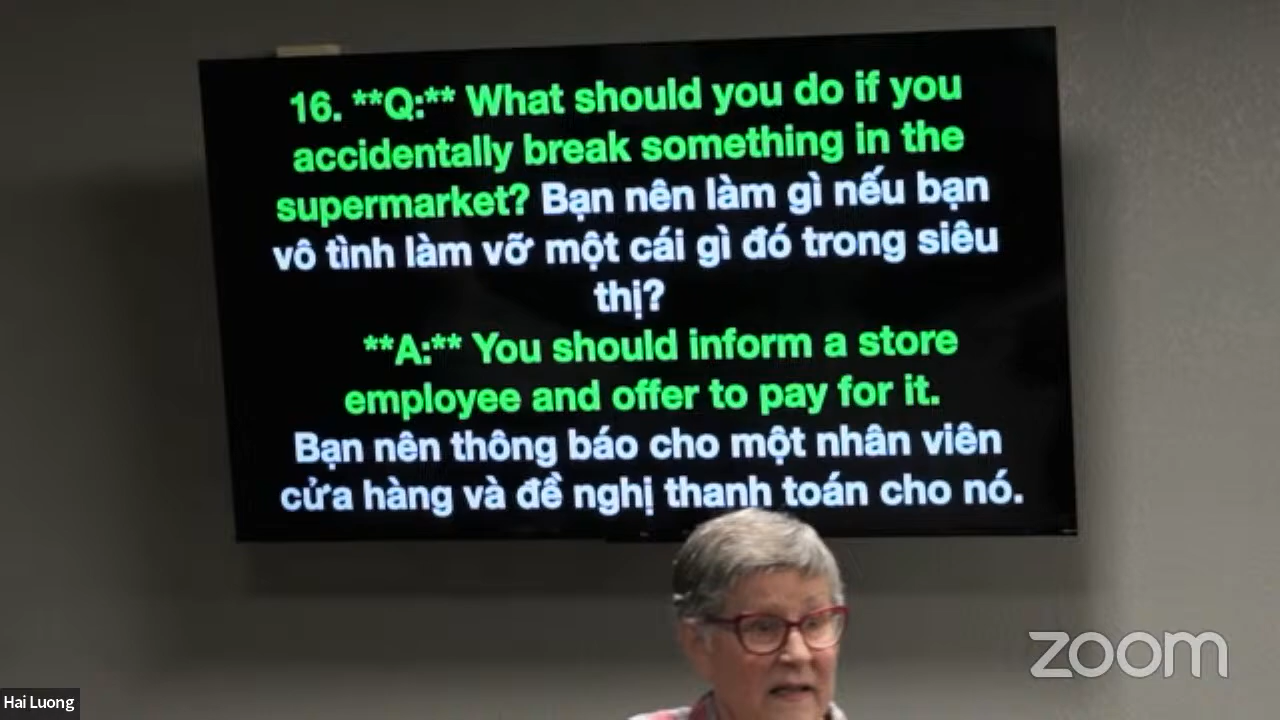 16. **Q:** What should you do if you
accidentally break something in the
supermarket? Bạn nên làm gì nếu bạn
vô tình làm vỡ một cái gì đó trong siêu
thị?
**A:** You should inform a store
employee and offer to pay for it.
Bạn nên thông báo cho một nhân viên
cửa hàng và đề nghị thanh toán cho nó.
zoom
Hai Luong